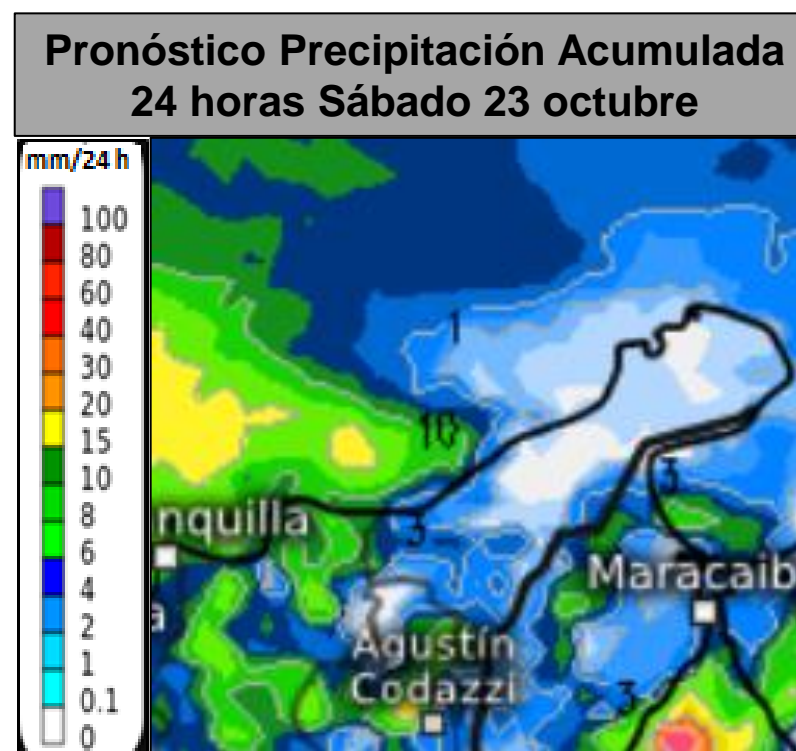 Pronóstico Precipitación Acumulada
24 horas Sábado 23 octubre
mm/24 h
100
80
60
40
30
20
15
10
8
6
4
2
1
0.1
0
1
10
3
nquilla
3
Maracaib
a
Agustín
Codazzi
3